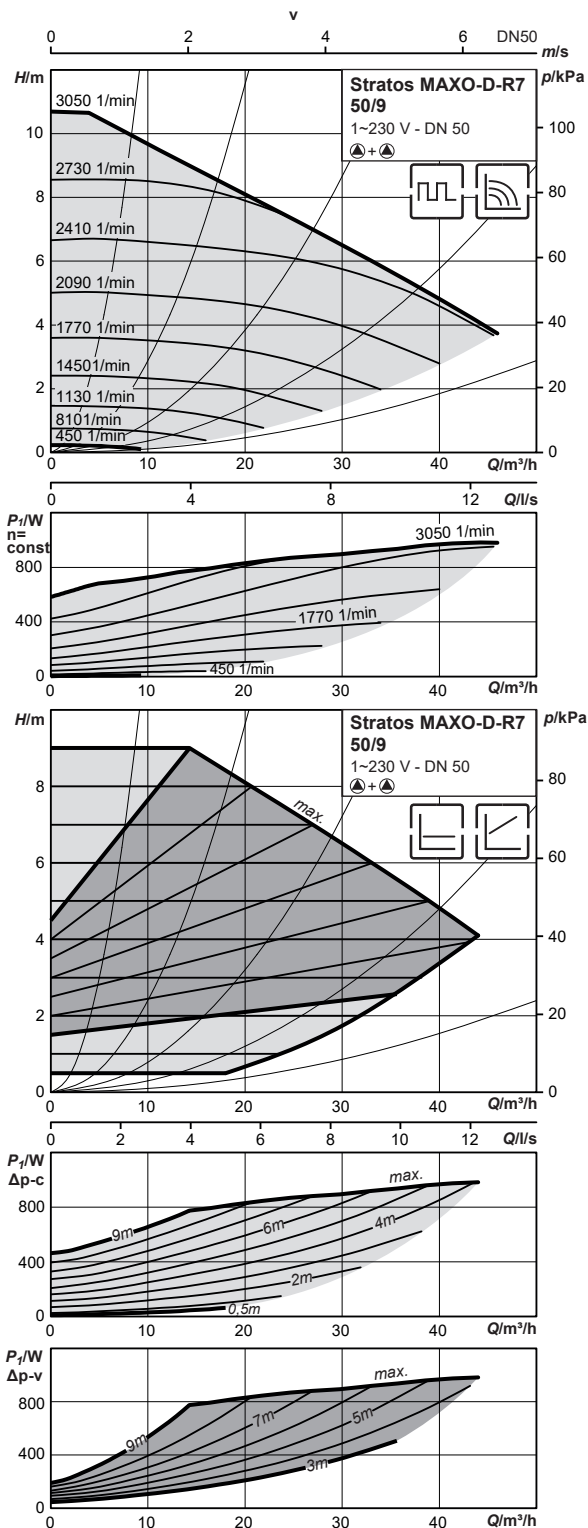 v
0 2 4 6 DN50
m/s
H/m
p/kPa
Stratos MAXO-D-R7
50/9
1~230 V - DN 50
+
3050 1/min
10
100
2730 1/min
8
80
2410 1/min
6
60
2090 1/min
4
40
1770 1/min
14501/min
2
20
1130 1/min
8101/min
450 1/min
0
0
0 10 20 30 40 Q/m³/h
0 4 8 12 Q/l/s
P₁/W
n=
const
3050 1/min
800
400
1770 1/min
450 1/min
0
0 10 20 30 40 Q/m³/h
H/m
p/kPa
Stratos MAXO-D-R7
50/9
1~230 V - DN 50
+
max.
8
80
6
60
4
40
2
20
0
0
0 10 20 30 40 Q/m³/h
0 2 4 6 8 10 12 Q/l/s
P₁/W
Δp-c
max.
800
9m
6m
4m
400
2m
0,5m
0
0 10 20 30 40 Q/m³/h
P₁/W
Δp-v
max.
800
9m
7m
5m
400
3m
0
0 10 20 30 40 Q/m³/h